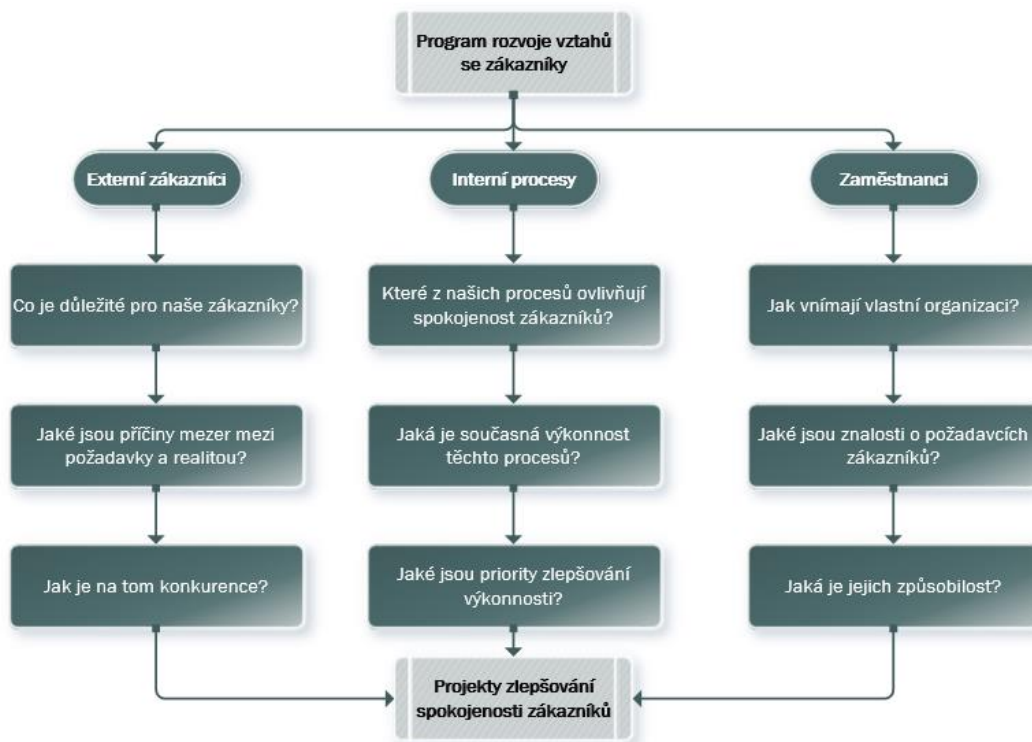 Program rozvoje vztahů
se zákazníky
Externí zákazníci
Interní procesy
Zaměstnanci
Co je důležité pro naše zákazníky?
Které z našich procesů ovlivňují
spokojenost zákazníků?
Jak vnímají vlastní organizaci?
Jaké jsou příčiny mezer mezi
požadavky a realitou?
Jaká je současná výkonnost
těchto procesů?
Jaké jsou znalosti o požadavcích
zákazníků?
Jak je na tom konkurence?
Jaké jsou priority zlepšování
výkonnosti?
Jaká je jejich způsobilost?
Projekty zlepšování
spokojenosti zákazníků